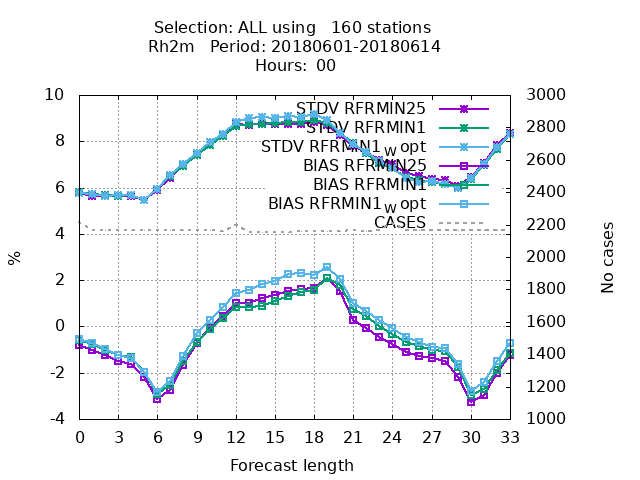 Selection: ALL using   160 stations
Rh2m   Period: 20180601-20180614
Hours:  00
10
8
6
4
2
0
-2
-4
%
3000
2800
2600
2400
2200
2000
1800
1600
1400
1200
1000
No cases
STDV RFRMIN25
STDV RFRMIN1
STDV RFRMIN1_w opt
BIAS RFRMIN25
BIAS RFRMIN1
BIAS RFRMIN1_w opt
CASES
0 3 6 9 12 15 18 21 24 27 30 33
Forecast length